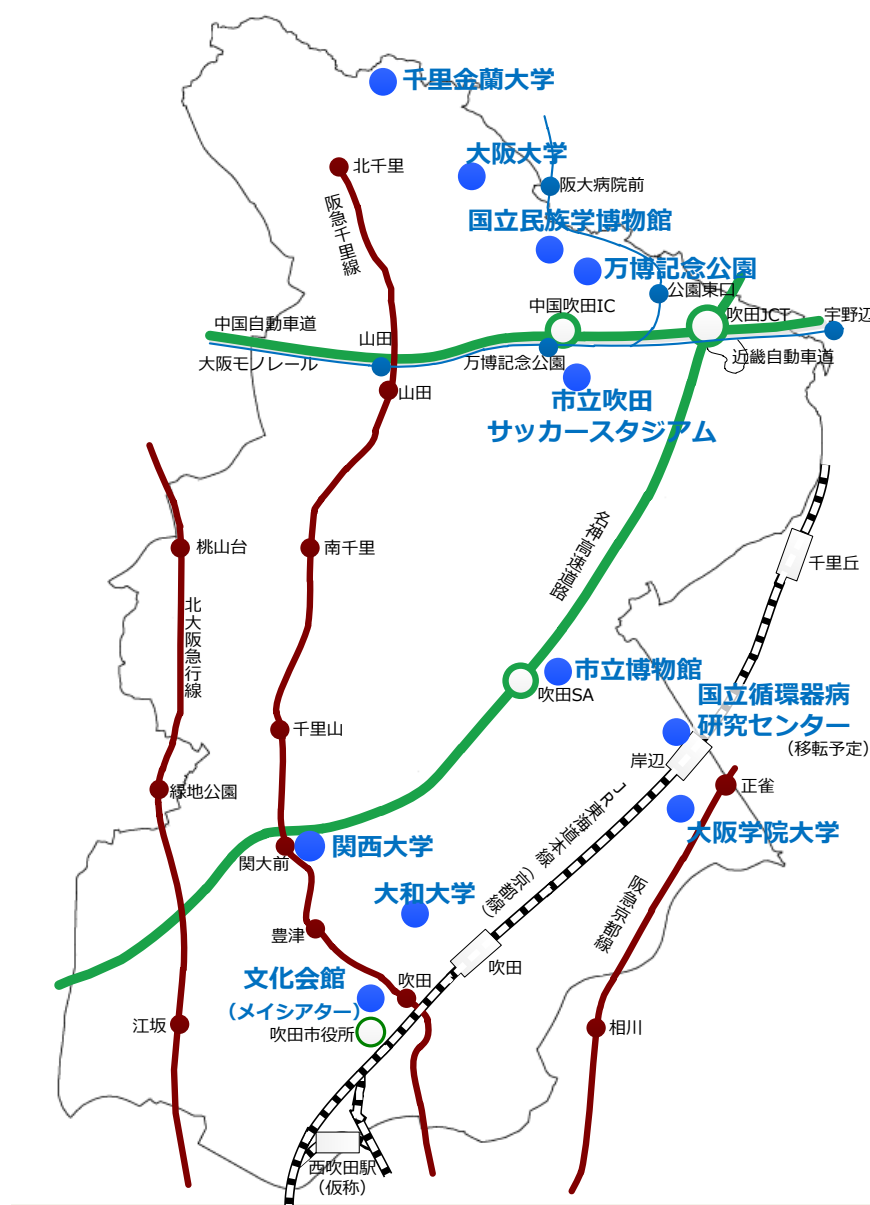 千里金蘭大学
大阪大学
北千里
阪大病院前
阪急千里線
国立民族学博物館
万博記念公園
公園東口
中国吹田IC
吹田JCT
宇野辺
中国自動車道
山田
大阪モノレール
万博記念公園
近畿自動車道
山田
市立吹田
サッカースタジアム
名神高速道路
桃山台
南千里
千里丘
北大阪急行線
市立博物館
吹田SA
国立循環器病
研究センター
（移転予定）
千里山
岸辺
正雀
緑地公園
ＪＲ東海道本線（京都線）
大阪学院大学
関西大学
関大前
大和大学
阪急京都線
豊津
吹田
文化会館
（メイシアター）
吹田
吹田市役所
江坂
相川
西吹田駅
（仮称）